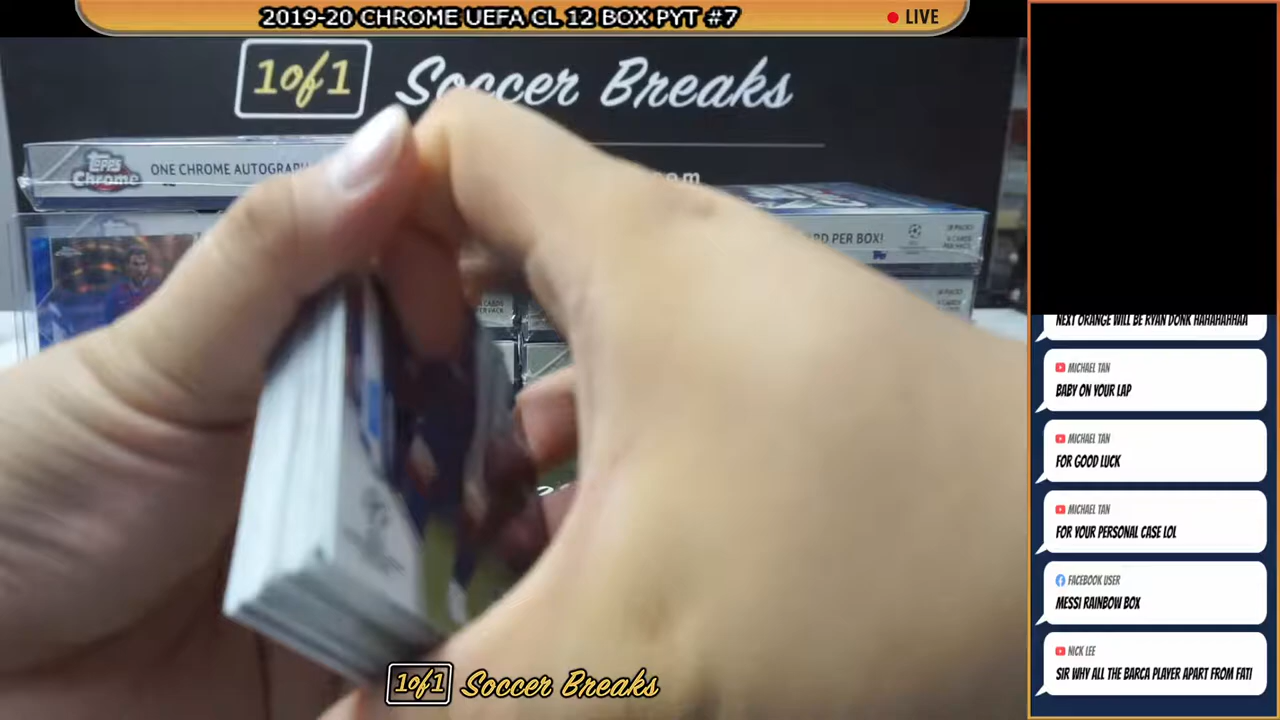 2019-20 CHROME UEFA CL 12 BOX PYT #7
LIVE
1of1 Soccer Breaks
TOPPS Chrome
ONE CHROME AUTOGRAPH
RD PER BOX!
NEXT ORANGE WILL BE RYAN DONK HAHAHAHHAA
MICHAEL TAN
BABY ON YOUR LAP
MICHAEL TAN
FOR GOOD LUCK
MICHAEL TAN
FOR YOUR PERSONAL CASE LOL
FACEBOOK USER
MESSI RAINBOW BOX
NICK LEE
SIR WHY ALL THE BARCA PLAYER APART FROM FATI
1of1 Soccer Breaks